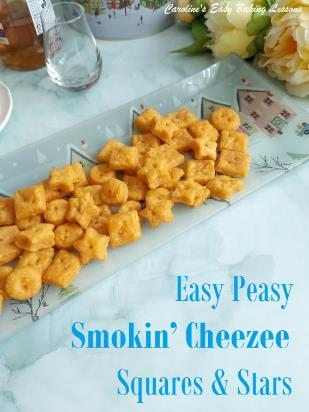 Caroline's Easy Baking Lessons
Easy Peasy
Smokin' Cheezee
Squares & Stars